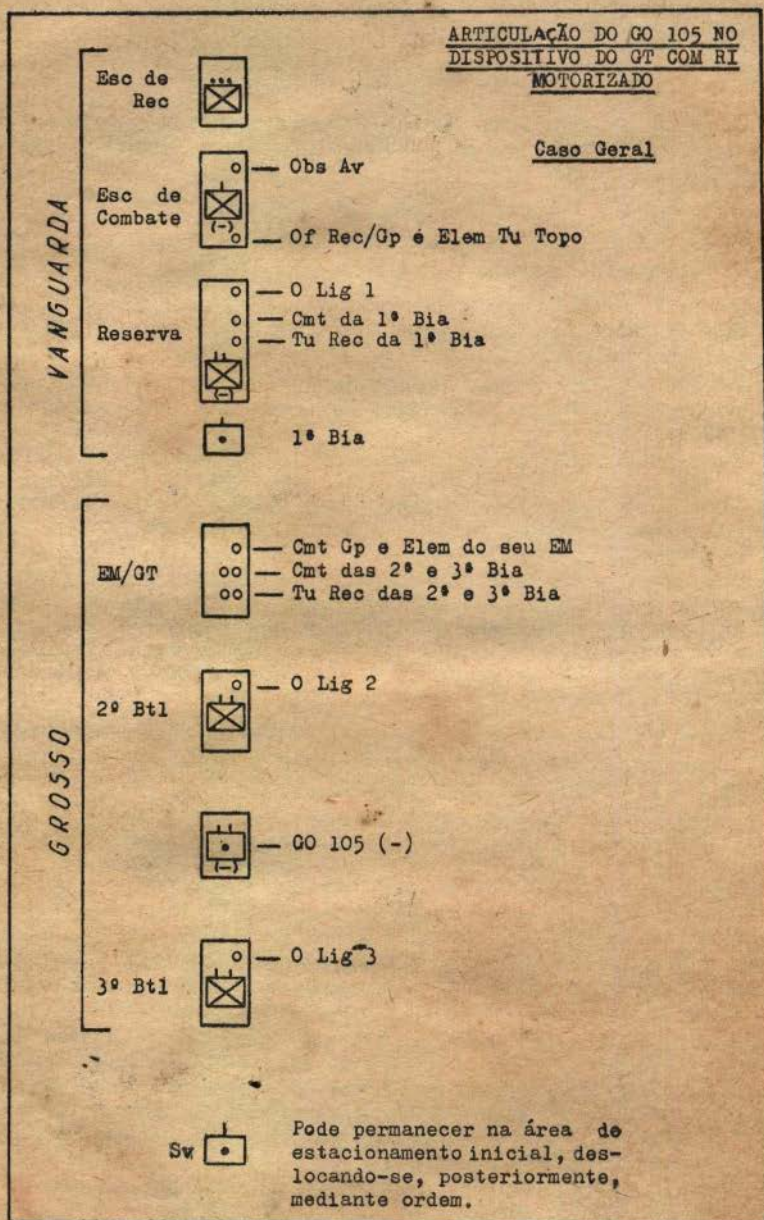 ARTICULAÇÃO DO GO 105 NO
DISPOSITIVO DO GT COM RI
MOTORIZADO
Caso Geral
VANGUARDA
Esc de
Rec
Esc de
Combate
(-)
Obs Av
Of Rec/Gp é Elem Tu Topo
Reserva
(-)
O Lig 1
Cmt da 1ª Bia
Tu Rec da 1ª Bia
1ª Bia
GROSSO
EM/GT
Cmt Gp e Elem do seu EM
Cmt das 2ª e 3ª Bia
Tu Rec das 2ª e 3ª Bia
2º Btl
O Lig 2
(-)
GO 105 (-)
3º Btl
O Lig 3
Sv
Pode permanecer na área de
estacionamento inicial, des-
locando-se, posteriormente,
mediante ordem.